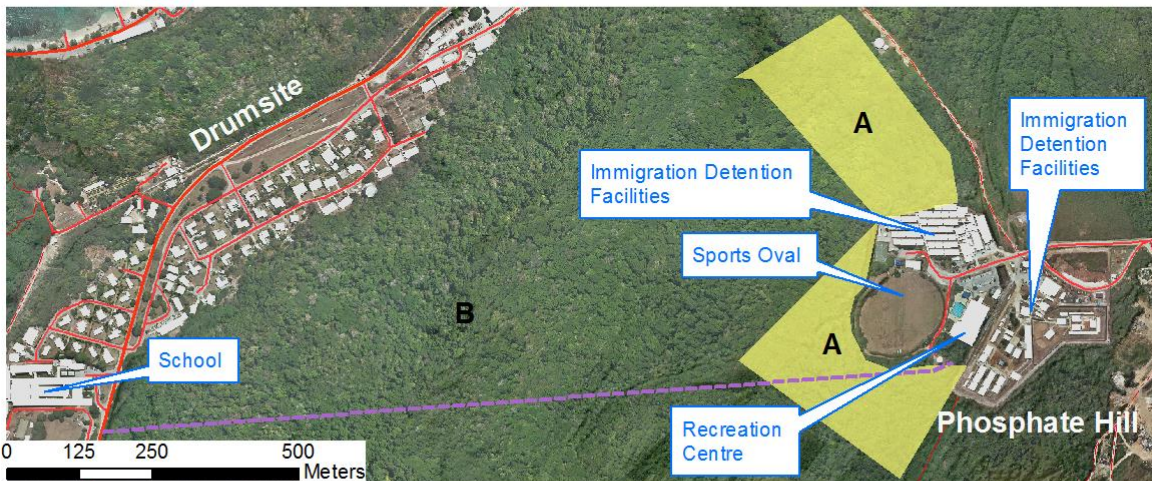 Drumsite
A
Immigration
Detention
Facilities
Immigration Detention
Facilities
Sports Oval
B
A
School
Recreation
Centre
Phosphate Hill
0 125 250 500
Meters